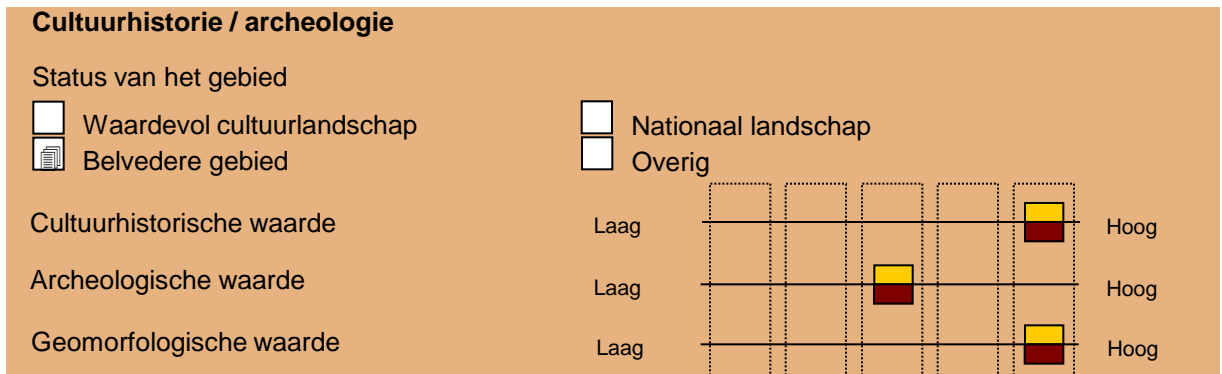 Cultuurhistorie / archeologie
Status van het gebied
Waardevol cultuurlandschap Nationaal landschap
Belvedere gebied Overig
Cultuurhistorische waarde Laag Hoog
Archeologische waarde Laag Hoog
Geomorfologische waarde Laag Hoog